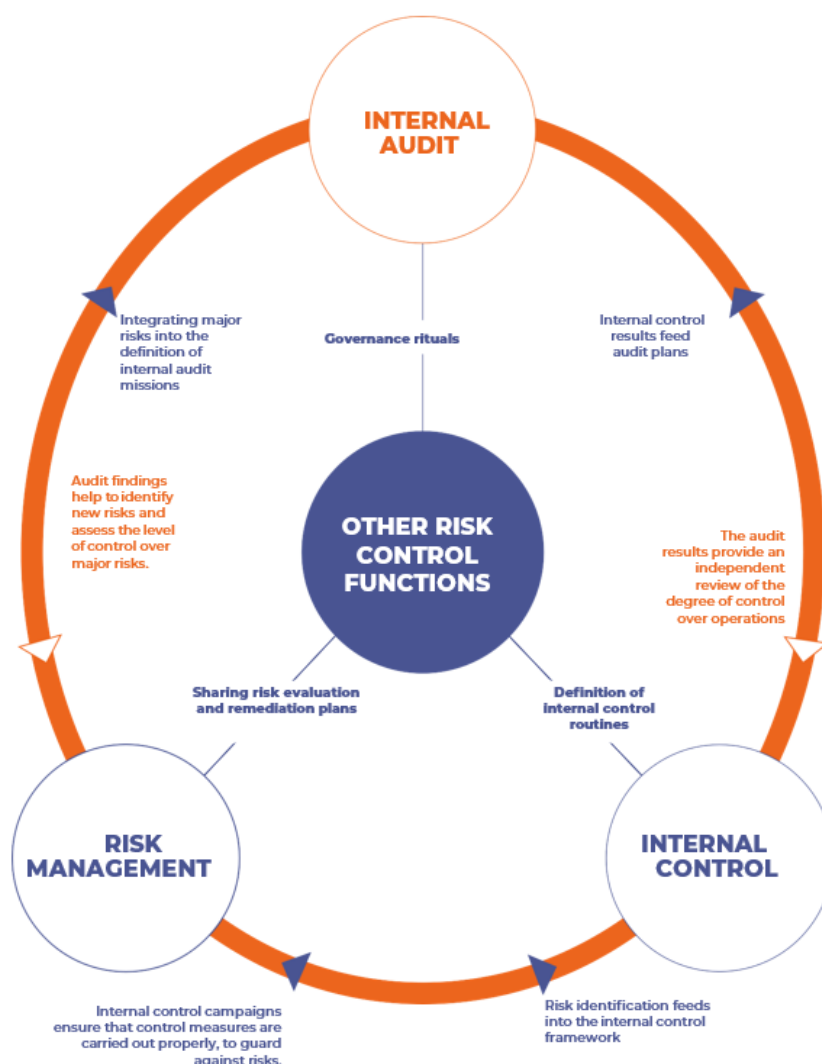 INTERNAL
AUDIT
Integrating major
risks into the
definition of
internal audit
missions
Governance rituals
Internal control
results feed
audit plans
Audit findings
help to identify
new risks and
assess the level
of control over
major risks.
OTHER RISK
CONTROL
FUNCTIONS
The audit
results provide an
independent
review of the
degree of control
over operations
Sharing risk evaluation
and remediation plans
Definition of
internal control
routines
RISK
MANAGEMENT
INTERNAL
CONTROL
Internal control campaigns
ensure that control measures are
carried out properly, to guard
against risks.
Risk identification feeds
into the internal control
framework